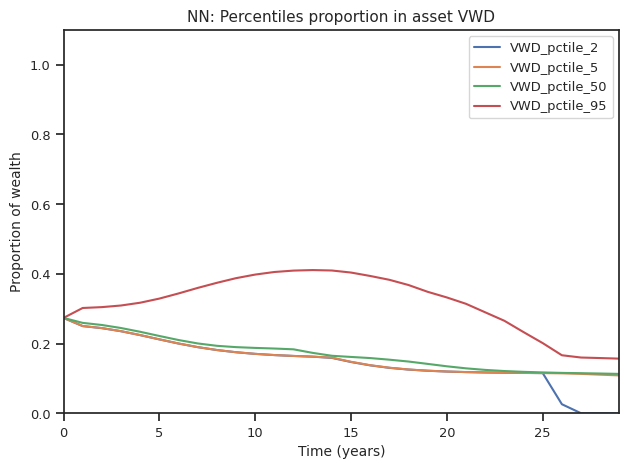 NN: Percentiles proportion in asset VWD
VWD_pctile_2
VWD_pctile_5
VWD_pctile_50
VWD_pctile_95
Proportion of wealth
1.0
0.8
0.6
0.4
0.2
0.0
0 5 10 15 20 25
Time (years)